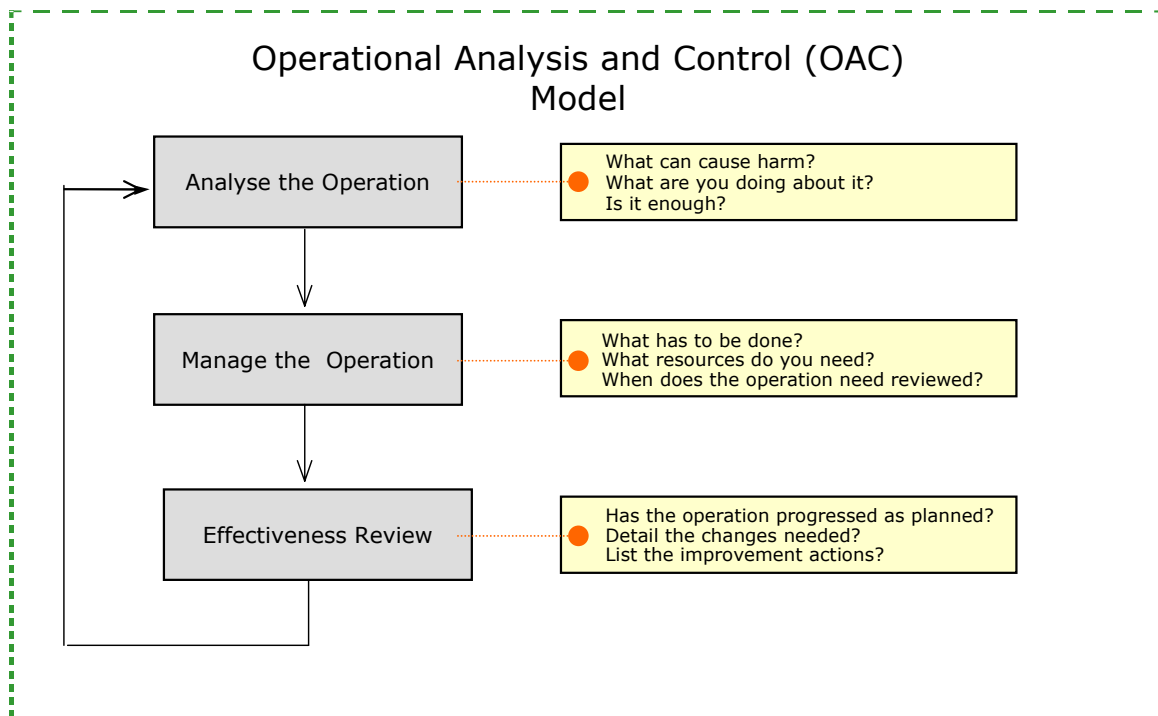 Operational Analysis and Control (OAC)
Model
Analyse the Operation
What can cause harm?
What are you doing about it?
Is it enough?
Manage the  Operation
What has to be done?
What resources do you need?
When does the operation need reviewed?
Effectiveness Review
Has the operation progressed as planned?
Detail the changes needed?
List the improvement actions?